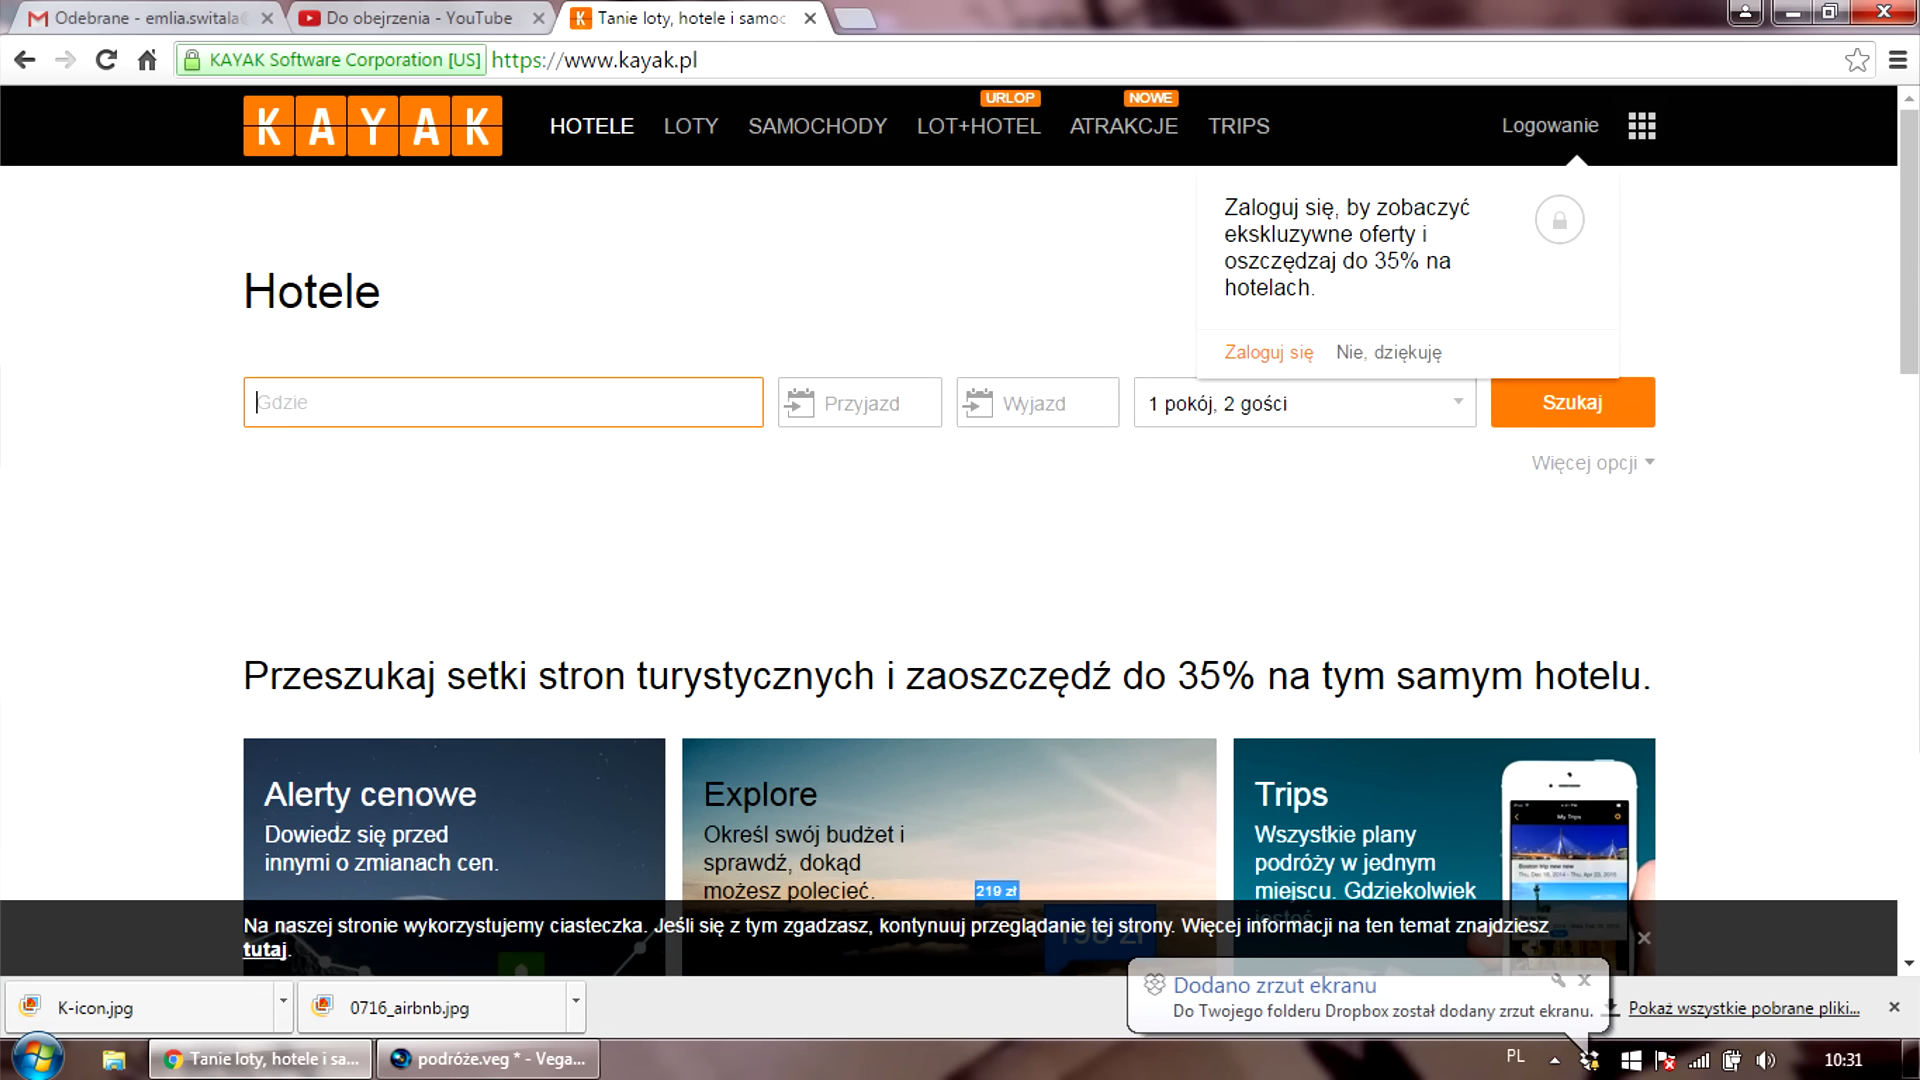 Odebrane - emlia.switala@
Do obejrzenia - YouTube
Tanie loty, hotele i samoc
KAYAK Software Corporation [US]
https://www.kayak.pl
KAYAK
HOTELE
LOTY
SAMOCHODY
URLOP
LOT+HOTEL
NOWE
ATRAKCJE
TRIPS
Logowanie
Zaloguj się, by zobaczyć
ekskluzywne oferty i
oszczędzaj do 35% na
hotelach.
Zaloguj się
Nie, dziękuję
Hotele
Gdzie
Przyjazd
Wyjazd
1 pokój, 2 gości
Szukaj
Więcej opcji
Przeszukaj setki stron turystycznych i zaoszczędź do 35% na tym samym hotelu.
Alerty cenowe
Dowiedz się przed
innymi o zmianach cen.
Explore
Określ swój budżet i
sprawdź, dokąd
możesz polecieć.
219 zł
Trips
Wszystkie plany
podróży w jednym
miejscu. Gdziekolwiek
jesteś.
My Trips
Na naszej stronie wykorzystujemy ciasteczka. Jeśli się z tym zgadzasz, kontynuuj przeglądanie tej strony. Więcej informacji na ten temat znajdziesz
tutaj.
Dodano zrzut ekranu
Do Twojego folderu Dropbox został dodany zrzut ekranu.
K-icon.jpg
0716_airbnb.jpg
Pokaż wszystkie pobrane pliki...
Tanie loty, hotele i sa...
podróże.veg * - Vega...
PL
10:31